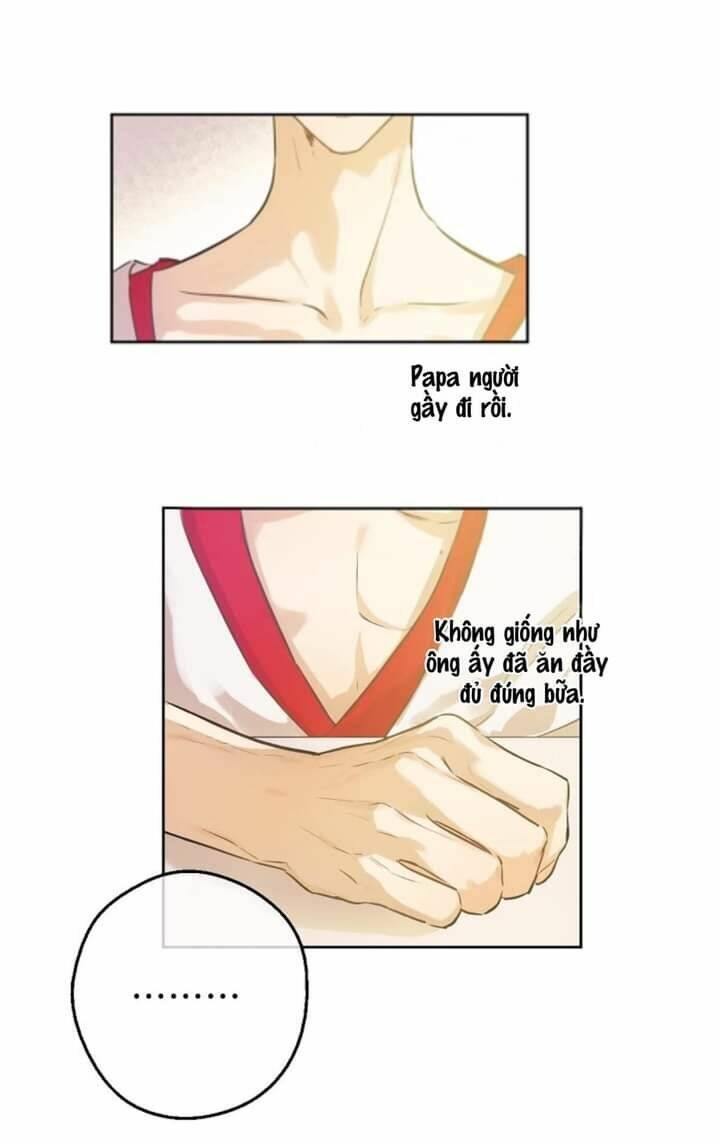 Papa người
gầy đi rồi.
Không giống như
ông ấy đã ăn đầy
đủ đúng bữa!
.........